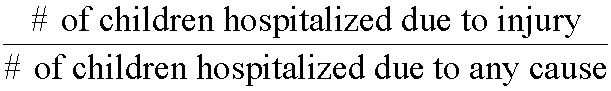 # of children hospitalized due to injury
# of children hospitalized due to any cause